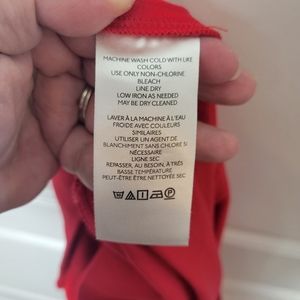 MACHINE WASH COLD WITH LIKE
COLORS
USE ONLY NON-CHLORINE
BLEACH
LINE DRY
LOW IRON AS NEEDED
MAY BE DRY CLEANED
LAVER À LA MACHINE À L'EAU
FROIDE AVEC COULEURS
SIMILAIRES
UTILISER UN AGENT DE
BLANCHIMENT SANS CHLORE SI
NÉCESSAIRE
LIGNE SEC
REPASSER, AU BESOIN, À TRÈS
BASSE TEMPÉRATURE
PEUT-ÊTRE ÊTRE NETTOYÉE SEC